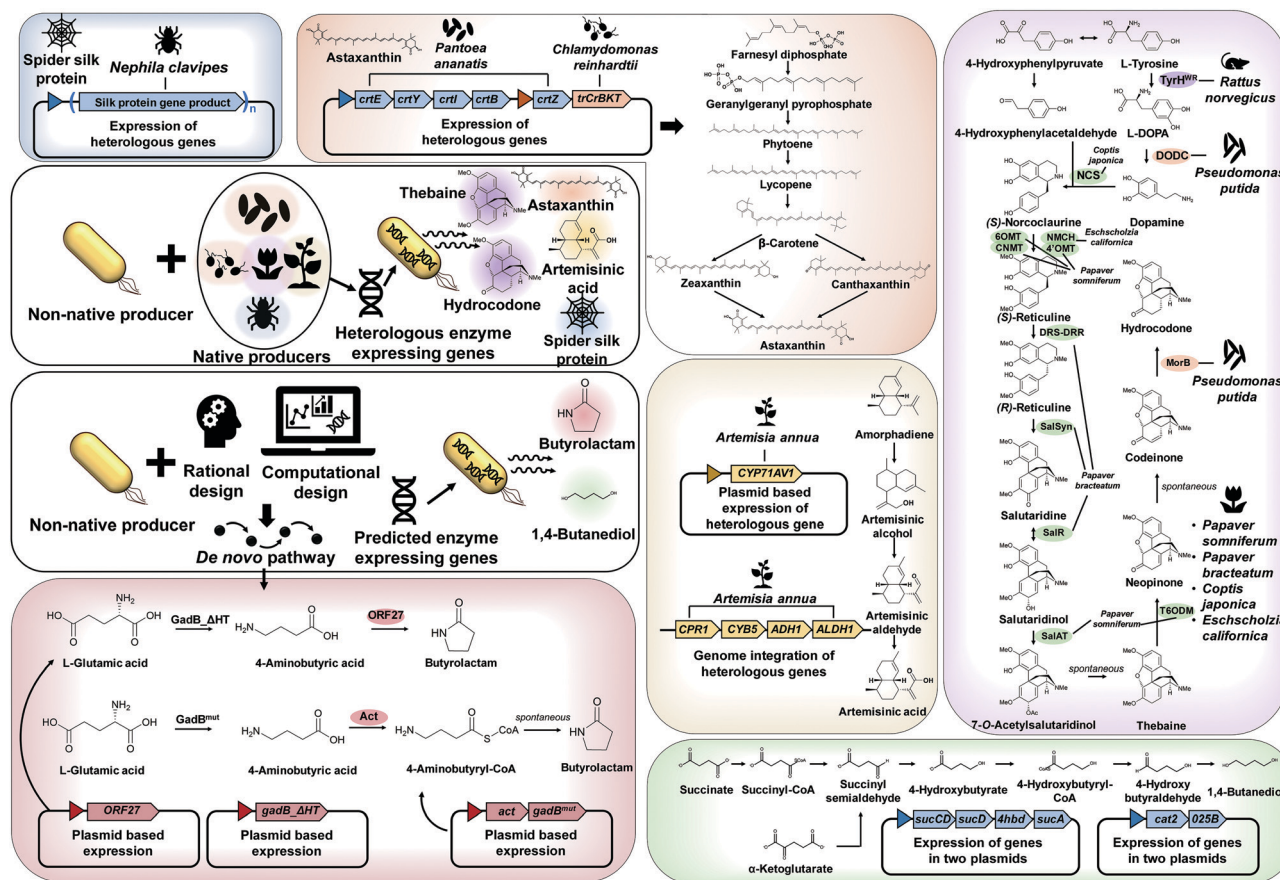 Spider silk
protein
Nephila clavipes
Silk protein gene product
n
Expression of
heterologous genes
Astaxanthin
Pantoea
ananatis
Chlamydomonas
reinhardtii
crtE
crtY
crtI
crtB
crtZ
trCrBKT
Expression of
heterologous genes
Farnesyl diphosphate
Geranylgeranyl pyrophosphate
Phytoene
Lycopene
β-Carotene
Zeaxanthin
Canthaxanthin
Astaxanthin
Non-native producer
Native producers
Heterologous enzyme
expressing genes
Thebaine
Astaxanthin
Hydrocodone
Artemisinic
acid
Spider silk
protein
Non-native producer
Rational
design
Computational
design
De novo pathway
Predicted enzyme
expressing genes
Butyrolactam
1,4-Butanediol
L-Glutamic acid
GadB_ΔHT
4-Aminobutyric acid
ORF27
Butyrolactam
L-Glutamic acid
GadBmut
4-Aminobutyric acid
Act
4-Aminobutyryl-CoA
spontaneous
Butyrolactam
ORF27
Plasmid based
expression
gadB_ΔHT
Plasmid based
expression
act
gadBmut
Plasmid based
expression
Artemisia annua
CYP71AV1
Plasmid based
expression of
heterologous gene
Artemisia annua
CPR1
CYB5
ADH1
ALDH1
Genome integration of
heterologous genes
Amorphadiene
Artemisinic
alcohol
Artemisinic
aldehyde
Artemisinic acid
4-Hydroxyphenylpyruvate
L-Tyrosine
TyrHWR
Rattus
norvegicus
4-Hydroxyphenylacetaldehyde
L-DOPA
Coptis
japonica
NCS
DODC
Pseudomonas
putida
(S)-Norcoclaurine
Dopamine
6OMT
CNMT
NMCH
4'OMT
Eschscholzia
californica
Papaver
somniferum
(S)-Reticuline
DRS-DRR
Hydrocodone
MorB
Pseudomonas
putida
(R)-Reticuline
SalSyn
Codeinone
Papaver
bracteatum
spontaneous
Salutaridine
SalR
Neopinone
Papaver
somniferum
T6ODM
Salutaridinol
SalAT
spontaneous
7-O-Acetylsalutaridinol
Thebaine
• Papaver
somniferum
• Papaver
bracteatum
• Coptis
japonica
• Eschscholzia
californica
Succinate
Succinyl-CoA
Succinyl
semialdehyde
4-Hydroxybutyrate
4-Hydroxybutyryl-
CoA
4-Hydroxy
butyraldehyde
1,4-Butanediol
α-Ketoglutarate
sucCD
sucD
4hbd
sucA
Expression of genes
in two plasmids
cat2
025B
Expression of genes
in two plasmids